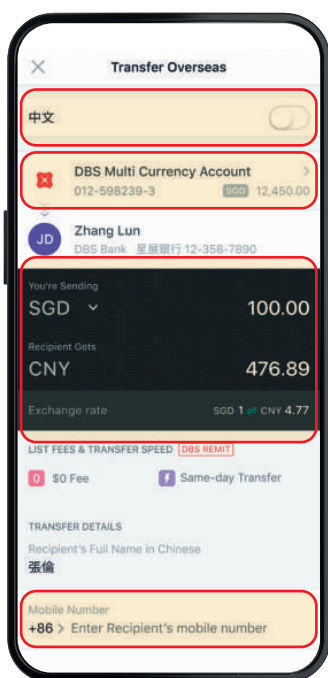 Transfer Overseas
中文
DBS Multi Currency Account
012-598239-3 SGD 12,450.00
JD
Zhang Lun
DBS Bank 星展銀行 12-356-7890
You're Sending
SGD 100.00
Recipient Gets
CNY 476.89
Exchange rate SGD 1 ⇌ CNY 4.77
LIST FEES & TRANSFER SPEED DBS REMIT
0 $0 Fee Same-day Transfer
TRANSFER DETAILS
Recipient's Full Name in Chinese
張倫
Mobile Number
+86 > Enter Recipient's mobile number